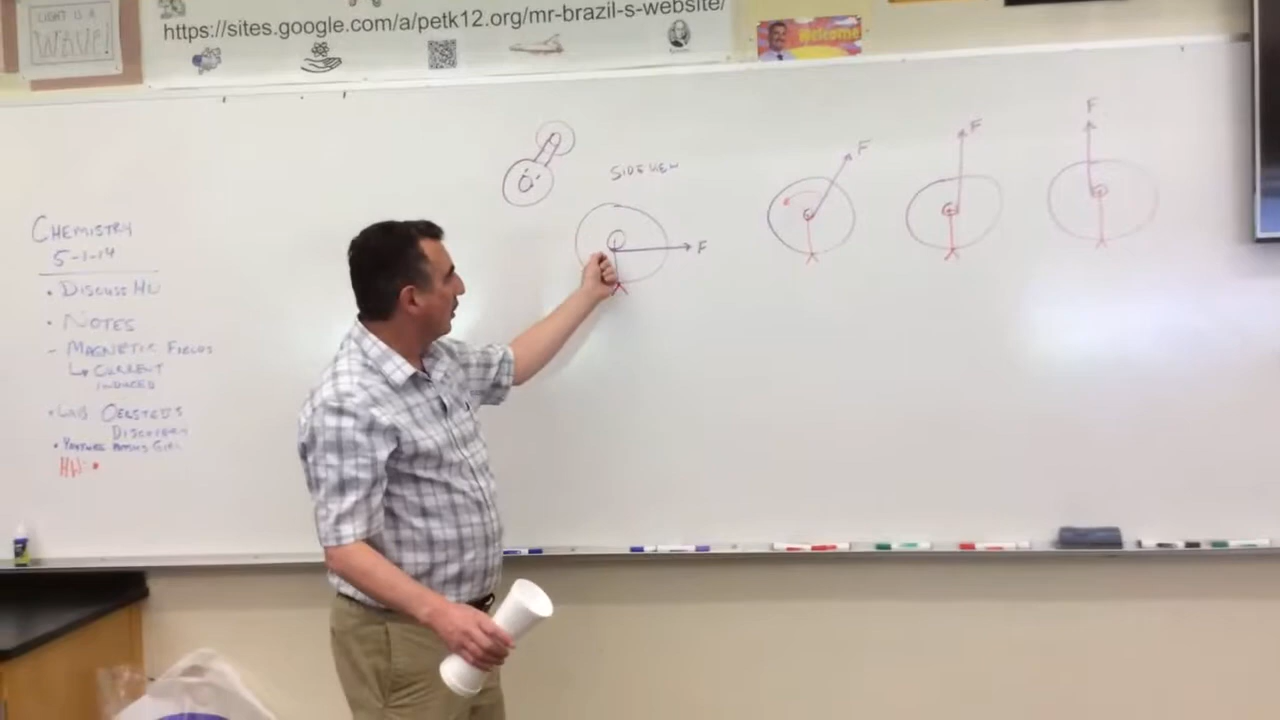 LIGHT IS A
WAVE!
https://sites.google.com/a/petk12.org/mr-brazil-s-website/
Welcome
CHEMISTRY
5-1-14
• DISCUSS HW
• NOTES
- MAGNETIC FIELDS
↳ CURRENT
INDUCED
• LAB OERSTED'S
DISCOVERY
HW: •
SIDE VIEW
F
F
F
F